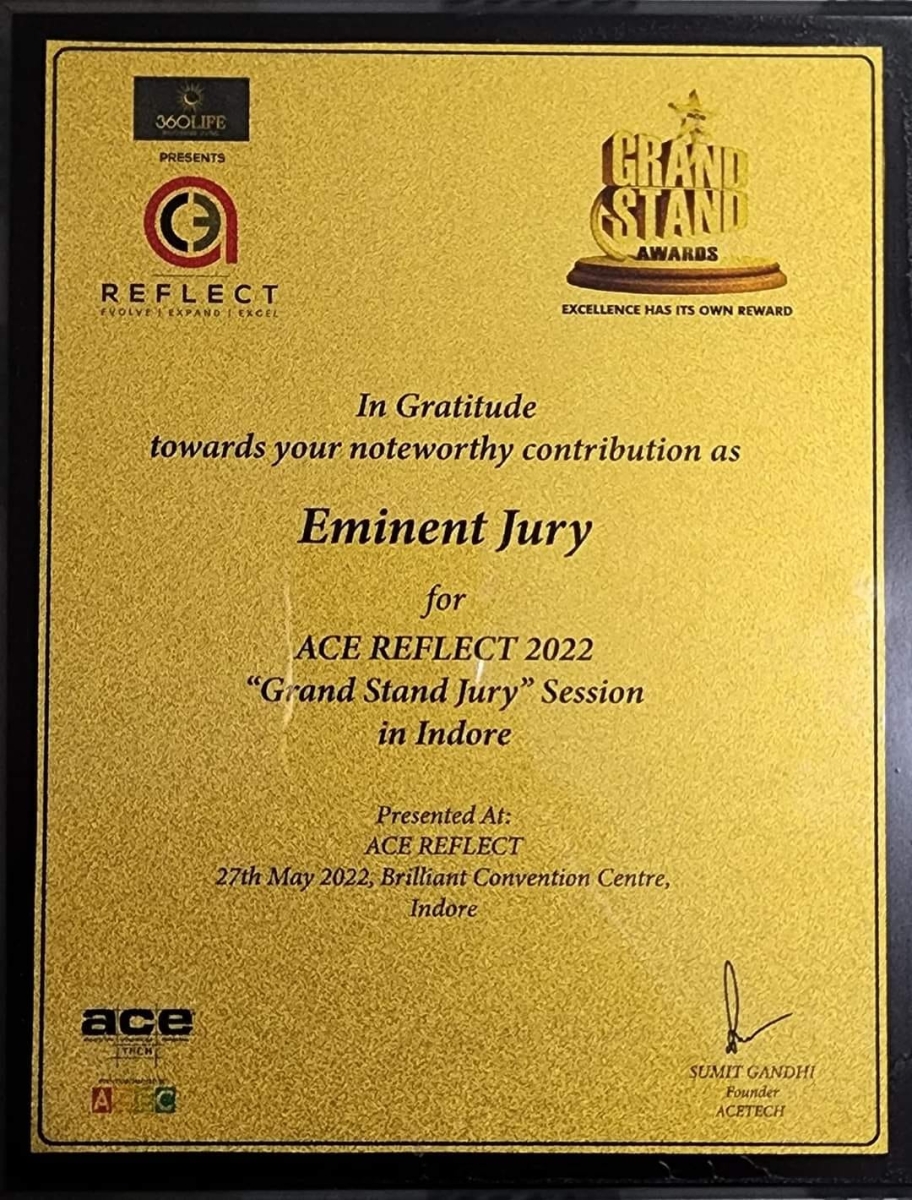 360LIFE
PRESENTS
REFLECT
EVOLVE | EXPAND | EXCEL
GRAND
STAND
AWARDS
EXCELLENCE HAS ITS OWN REWARD
In Gratitude
towards your noteworthy contribution as
Eminent Jury
for
ACE REFLECT 2022
“Grand Stand Jury” Session
in Indore
Presented At:
ACE REFLECT
27th May 2022, Brilliant Convention Centre,
Indore
ace
TECH
SUMIT GANDHI
Founder
ACETECH